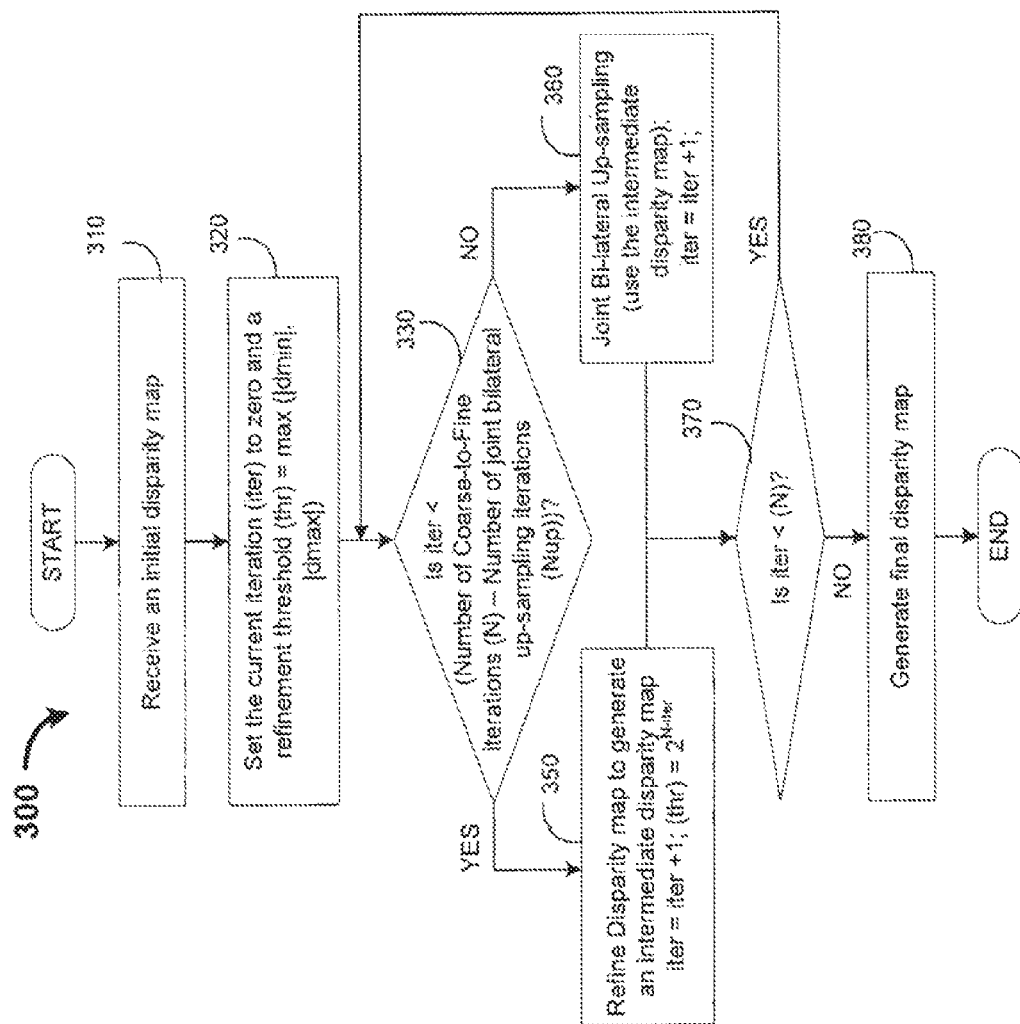 300
START
310
Receive an initial disparity map
320
Set the current iteration (iter) to zero and a
refinement threshold (thr) = max (|dmin|,
|dmax|)
330
Is iter <
(Number of Coarse-to-Fine
iterations (N) – Number of joint bilateral
up-sampling iterations
(Nup))?
YES
NO
350
Refine Disparity map to generate
an intermediate disparity map
iter = iter +1; (thr) = 2^N-iter
360
Joint Bi-lateral Up-sampling
(use the intermediate
disparity map);
iter = iter +1;
370
Is iter < (N)?
YES
NO
380
Generate final disparity map
END